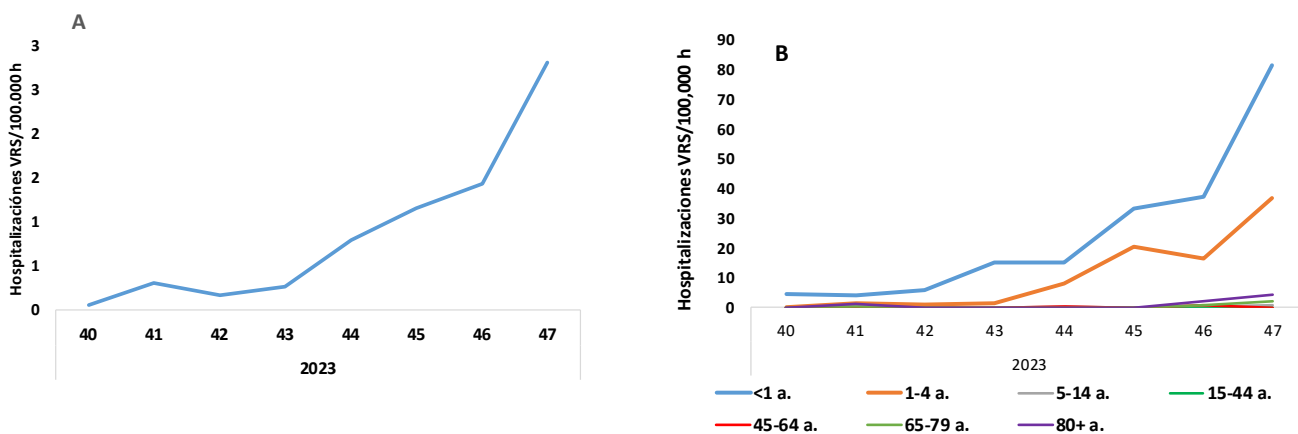 A
Hospitalizaciónes VRS/100.000 h
3
3
2
2
1
1
0
40 41 42 43 44 45 46 47
2023
B
Hospitalizaciones VRS/100,000 h
90
80
70
60
50
40
30
20
10
0
40 41 42 43 44 45 46 47
2023
<1 a. 1-4 a. 5-14 a. 15-44 a.
45-64 a. 65-79 a. 80+ a.